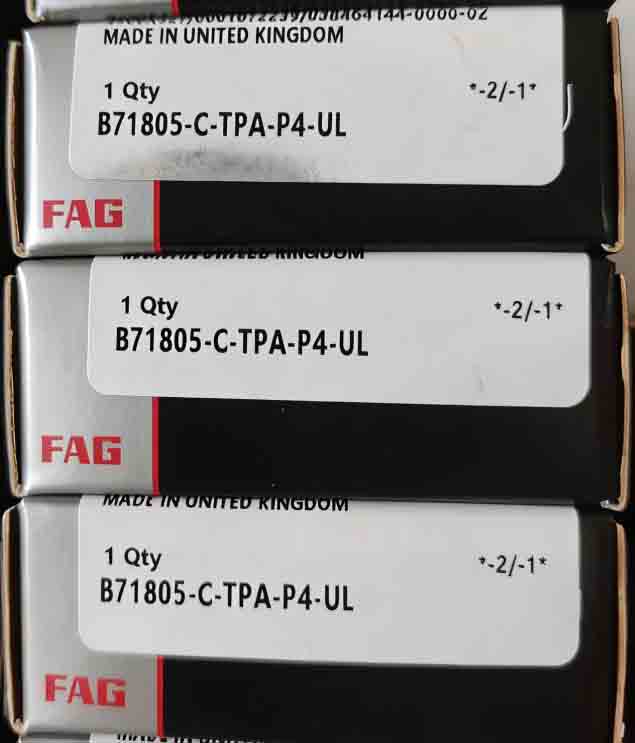 MADE IN UNITED KINGDOM
1 Qty
*-2/-1*
B71805-C-TPA-P4-UL
FAG
KINGDOM
1 Qty
*-2/-1*
B71805-C-TPA-P4-UL
FAG
MADE IN UNITED KINGDOM
1 Qty
*-2/-1*
B71805-C-TPA-P4-UL
FAG